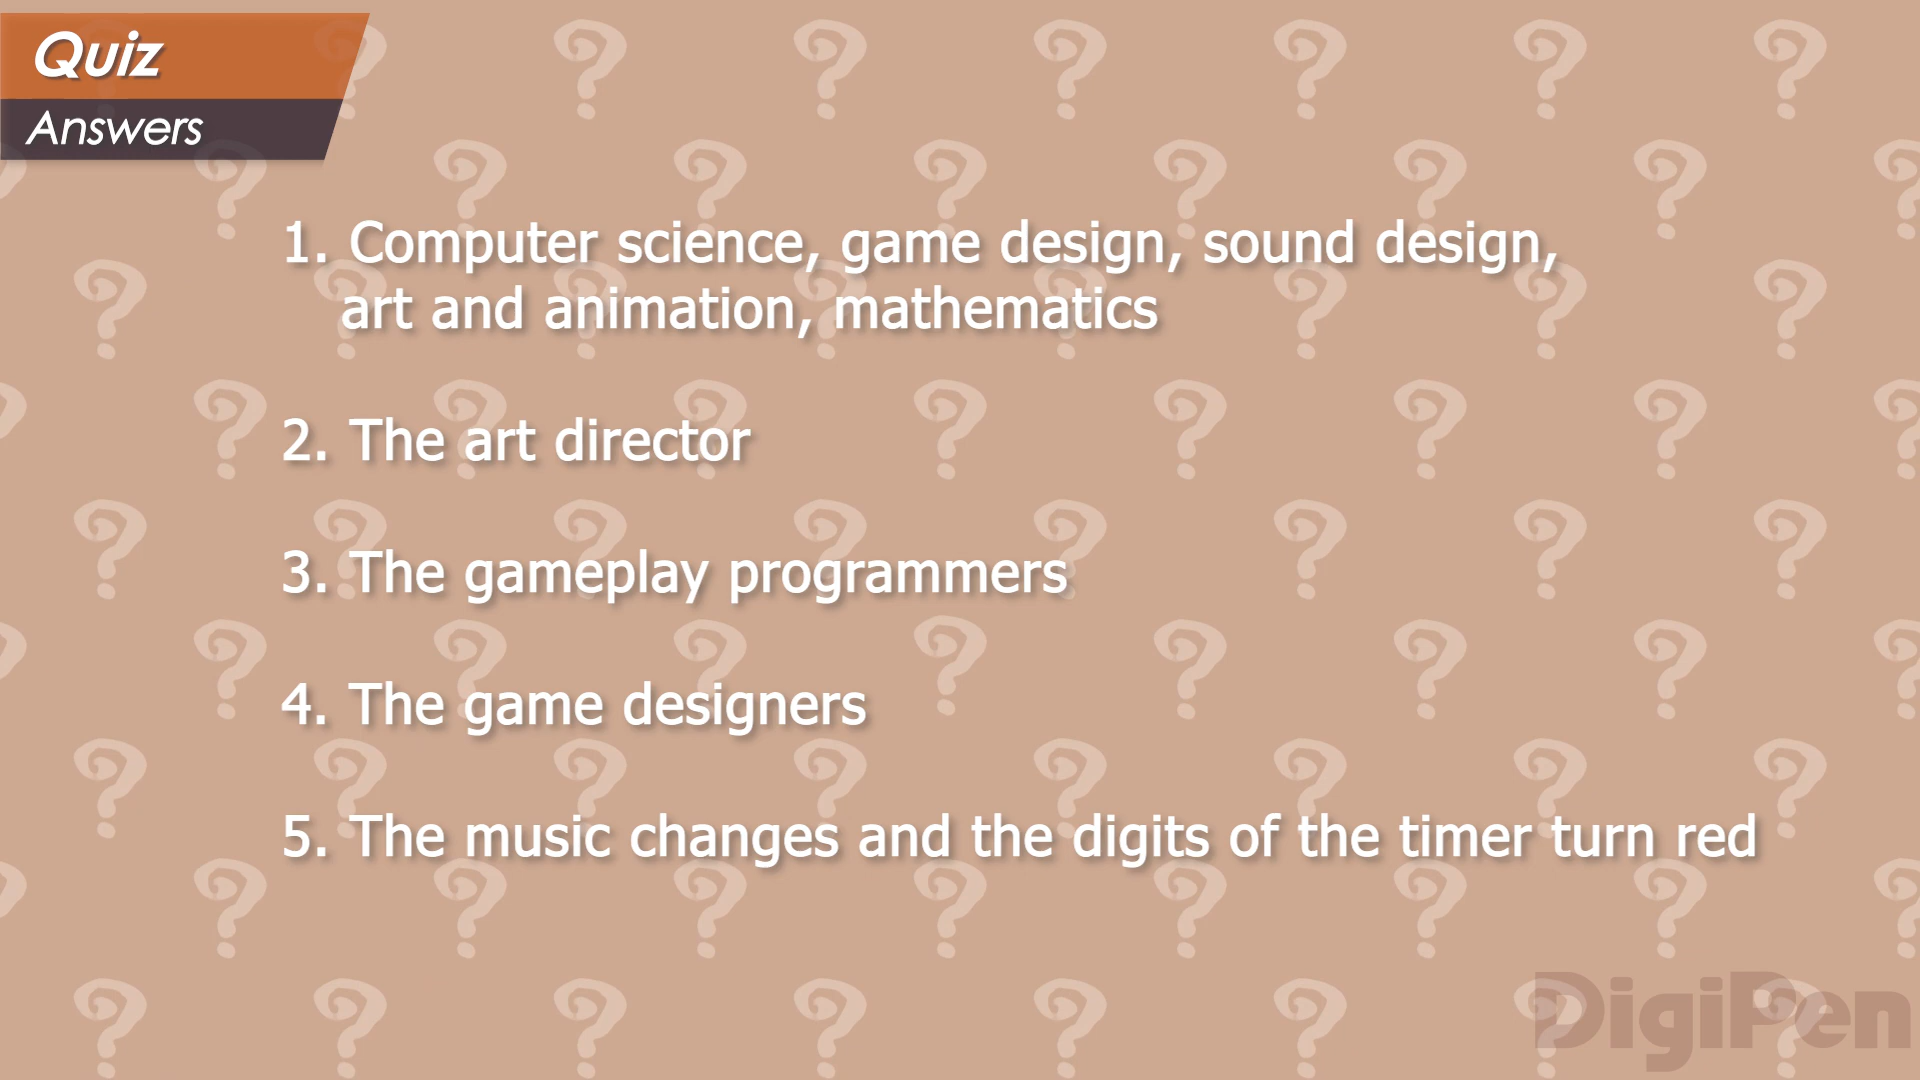 Quiz
Answers
1. Computer science, game design, sound design,
art and animation, mathematics
2. The art director
3. The gameplay programmers
4. The game designers
5. The music changes and the digits of the timer turn red
DigiPen